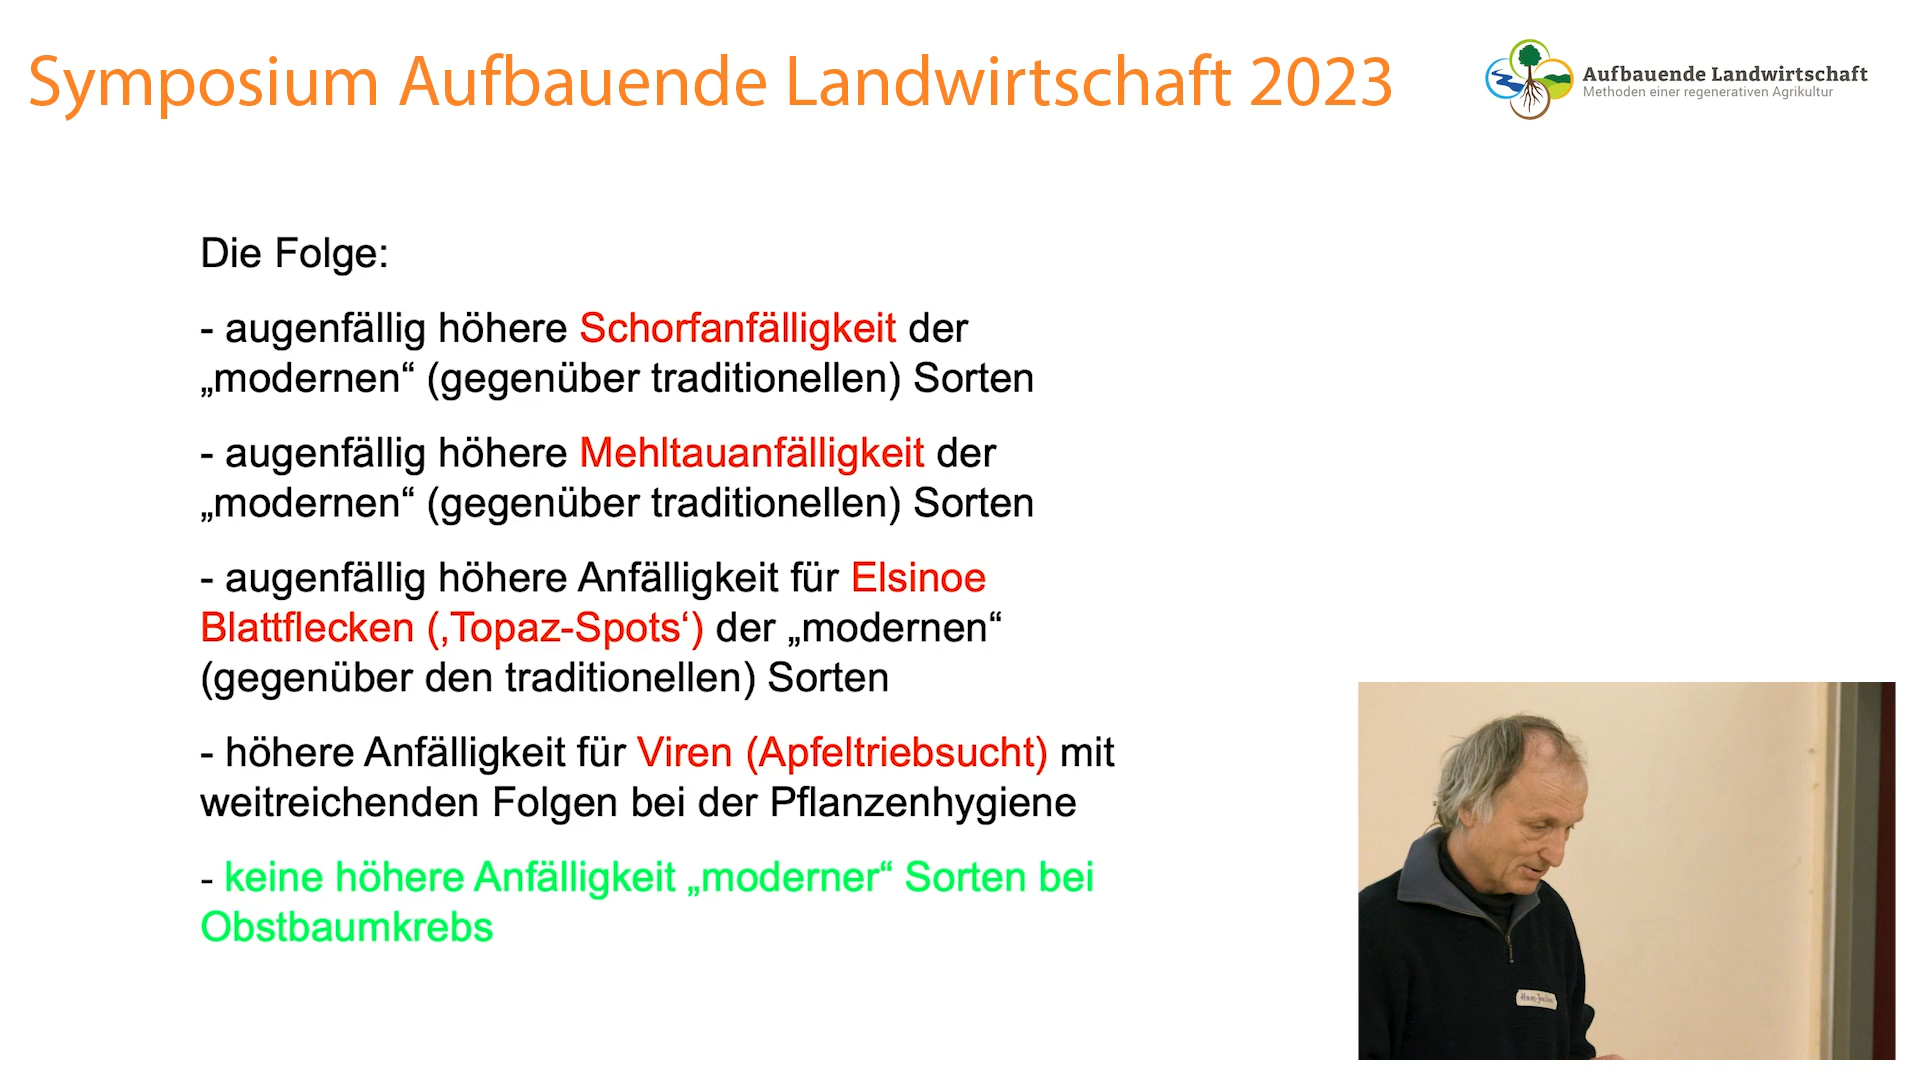 Symposium Aufbauende Landwirtschaft 2023
Aufbauende Landwirtschaft
Methoden einer regenerativen Agrikultur
Die Folge:
- augenfällig höhere Schorfanfälligkeit der
„modernen“ (gegenüber traditionellen) Sorten
- augenfällig höhere Mehltauanfälligkeit der
„modernen“ (gegenüber traditionellen) Sorten
- augenfällig höhere Anfälligkeit für Elsinoe
Blattflecken (‚Topaz-Spots‘) der „modernen“
(gegenüber den traditionellen) Sorten
- höhere Anfälligkeit für Viren (Apfeltriebsucht) mit
weitreichenden Folgen bei der Pflanzenhygiene
- keine höhere Anfälligkeit „moderner“ Sorten bei
Obstbaumkrebs